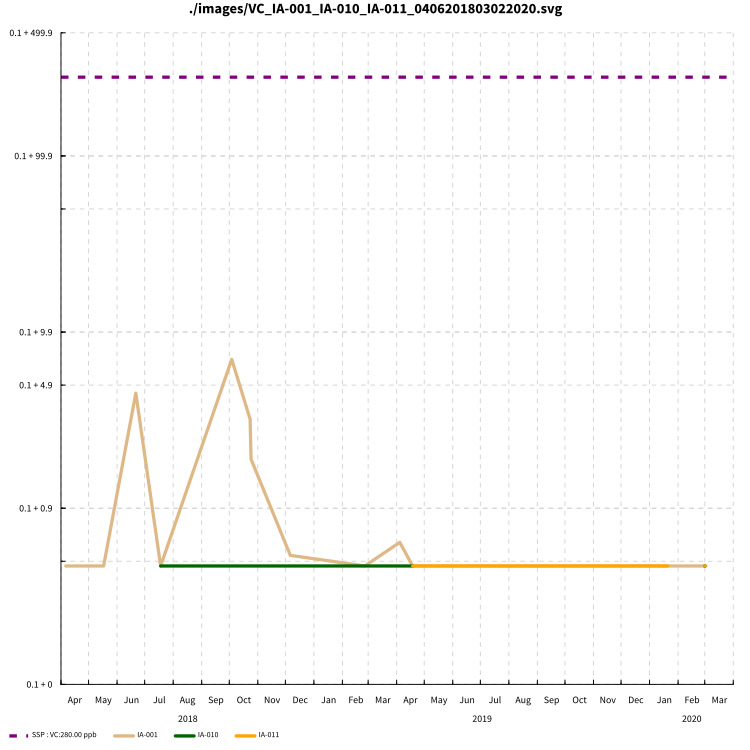 ./images/VC_IA-001_IA-010_IA-011_0406201803022020.svg
0.1 + 499.9
0.1 + 99.9
0.1 + 9.9
0.1 + 4.9
0.1 + 0.9
0.1 + 0
Apr May Jun Jul Aug Sep Oct Nov Dec Jan Feb Mar Apr May Jun Jul Aug Sep Oct Nov Dec Jan Feb Mar
2018 2019 2020
SSP : VC:280.00 ppb IA-001 IA-010 IA-011